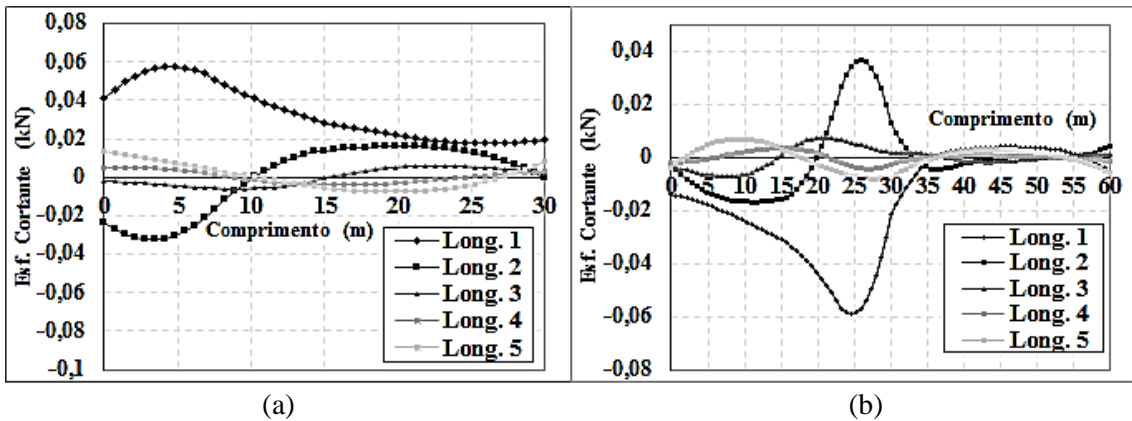 0,08
0,06
0,04
0,02
0
-0,02
-0,04
-0,06
-0,08
-0,1
Esf. Cortante (kN)
0 5 10 15 20 25 30
Comprimento (m)
Long. 1
Long. 2
Long. 3
Long. 4
Long. 5
(a)
0,04
0,02
0
-0,02
-0,04
-0,06
-0,08
Esf. Cortante (kN)
Comprimento (m)
0 5 10 15 20 25 30 35 40 45 50 55 60
Long. 1
Long. 2
Long. 3
Long. 4
Long. 5
(b)